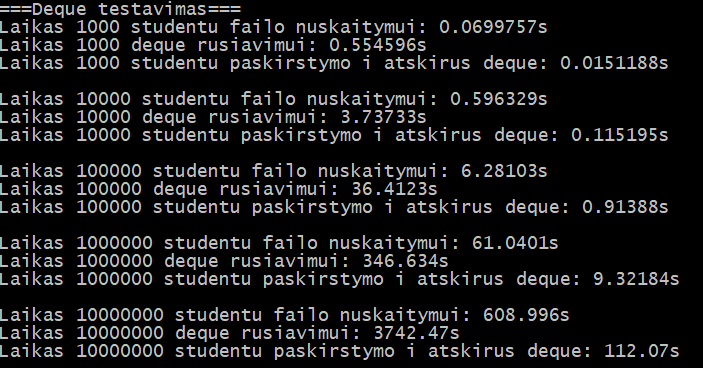 ===Deque testavimas===
Laikas 1000 studentu failo nuskaitymui: 0.0699757s
Laikas 1000 deque rusiavimui: 0.554596s
Laikas 1000 studentu paskirstymo i atskirus deque: 0.0151188s
Laikas 10000 studentu failo nuskaitymui: 0.596329s
Laikas 10000 deque rusiavimui: 3.73733s
Laikas 10000 studentu paskirstymo i atskirus deque: 0.115195s
Laikas 100000 studentu failo nuskaitymui: 6.28103s
Laikas 100000 deque rusiavimui: 36.4123s
Laikas 100000 studentu paskirstymo i atskirus deque: 0.91388s
Laikas 1000000 studentu failo nuskaitymui: 61.0401s
Laikas 1000000 deque rusiavimui: 346.634s
Laikas 1000000 studentu paskirstymo i atskirus deque: 9.32184s
Laikas 10000000 studentu failo nuskaitymui: 608.996s
Laikas 10000000 deque rusiavimui: 3742.47s
Laikas 10000000 studentu paskirstymo i atskirus deque: 112.07s